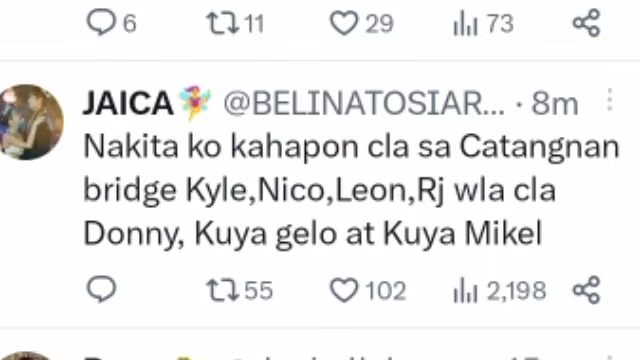 6 11 29 73
JAICA @BELINATOSIAR... · 8m
Nakita ko kahapon cla sa Catangnan
bridge Kyle,Nico,Leon,Rj wla cla
Donny, Kuya gelo at Kuya Mikel
55 102 2,198